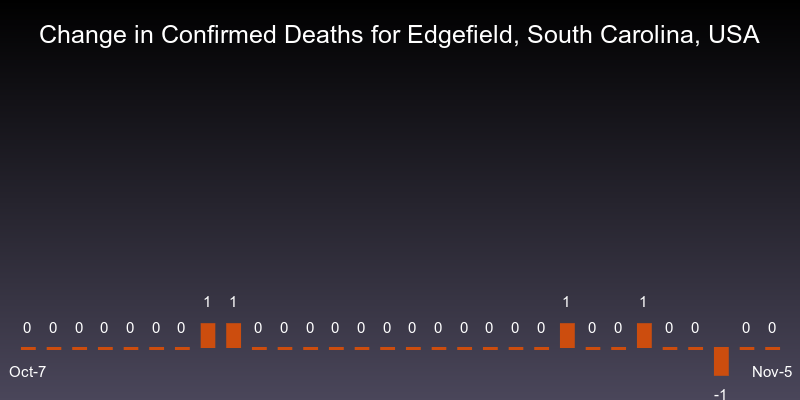 Change in Confirmed Deaths for Edgefield, South Carolina, USA
1 1 1 1
0 0 0 0 0 0 0 0 0 0 0 0 0 0 0 0 0 0 0 0 0 0 0 0 0
Oct-7 Nov-5
-1